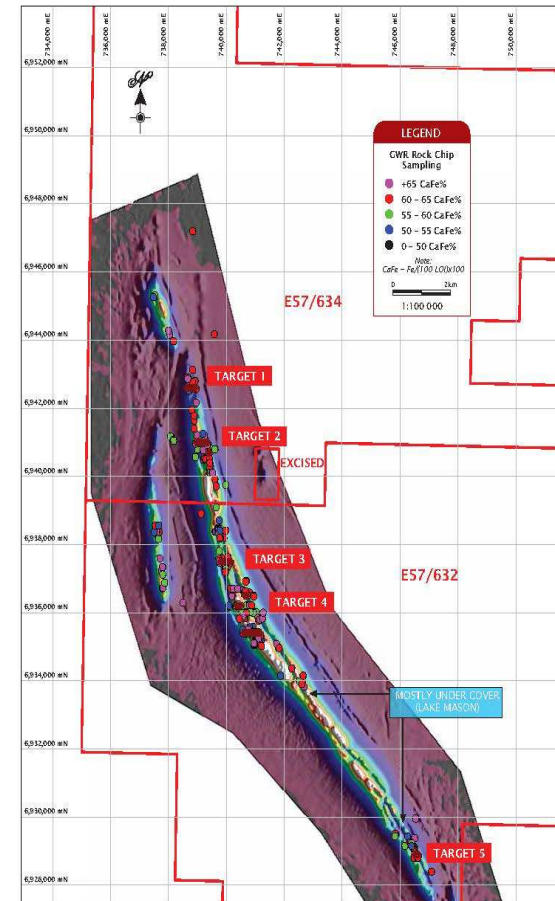 734,000 mE
736,000 mE
738,000 mE
740,000 mE
742,000 mE
744,000 mE
746,000 mE
748,000 mE
750,000 mE
6,952,000 mN
6,950,000 mN
6,948,000 mN
6,946,000 mN
6,944,000 mN
6,942,000 mN
6,940,000 mN
6,938,000 mN
6,936,000 mN
6,934,000 mN
6,932,000 mN
6,930,000 mN
6,928,000 mN
LEGEND
GWR Rock Chip
Sampling
+65 CaFe%
60 – 65 CaFe%
55 – 60 CaFe%
50 – 55 CaFe%
0 – 50 CaFe%
Note:
CaFe – Fe/(100 LOI)x100
0 2km
1:100 000
E57/634
TARGET 1
TARGET 2
EXCISED
TARGET 3
E57/632
TARGET 4
MOSTLY UNDER COVER
(LAKE MASON)
TARGET 5